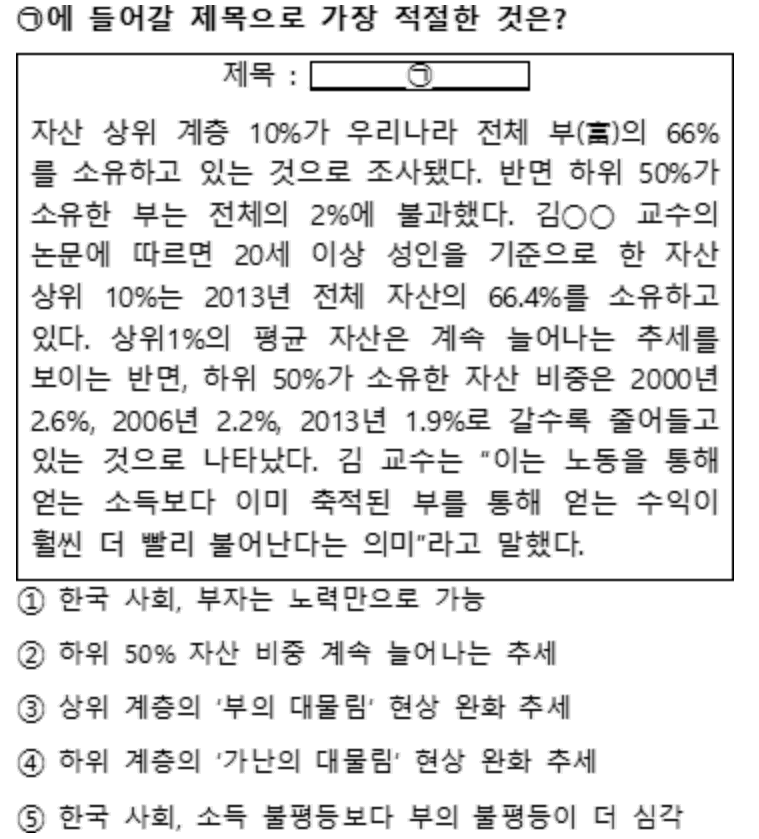 ㉠에 들어갈 제목으로 가장 적절한 것은?
제목 : ㉠
자산 상위 계층 10%가 우리나라 전체 부(富)의 66%
를 소유하고 있는 것으로 조사됐다. 반면 하위 50%가
소유한 부는 전체의 2%에 불과했다. 김○○ 교수의
논문에 따르면 20세 이상 성인을 기준으로 한 자산
상위 10%는 2013년 전체 자산의 66.4%를 소유하고
있다. 상위1%의 평균 자산은 계속 늘어나는 추세를
보이는 반면, 하위 50%가 소유한 자산 비중은 2000년
2.6%, 2006년 2.2%, 2013년 1.9%로 갈수록 줄어들고
있는 것으로 나타났다. 김 교수는 “이는 노동을 통해
얻는 소득보다 이미 축적된 부를 통해 얻는 수익이
훨씬 더 빨리 불어난다는 의미”라고 말했다.
① 한국 사회, 부자는 노력만으로 가능
② 하위 50% 자산 비중 계속 늘어나는 추세
③ 상위 계층의 ‘부의 대물림’ 현상 완화 추세
④ 하위 계층의 ‘가난의 대물림’ 현상 완화 추세
⑤ 한국 사회, 소득 불평등보다 부의 불평등이 더 심각